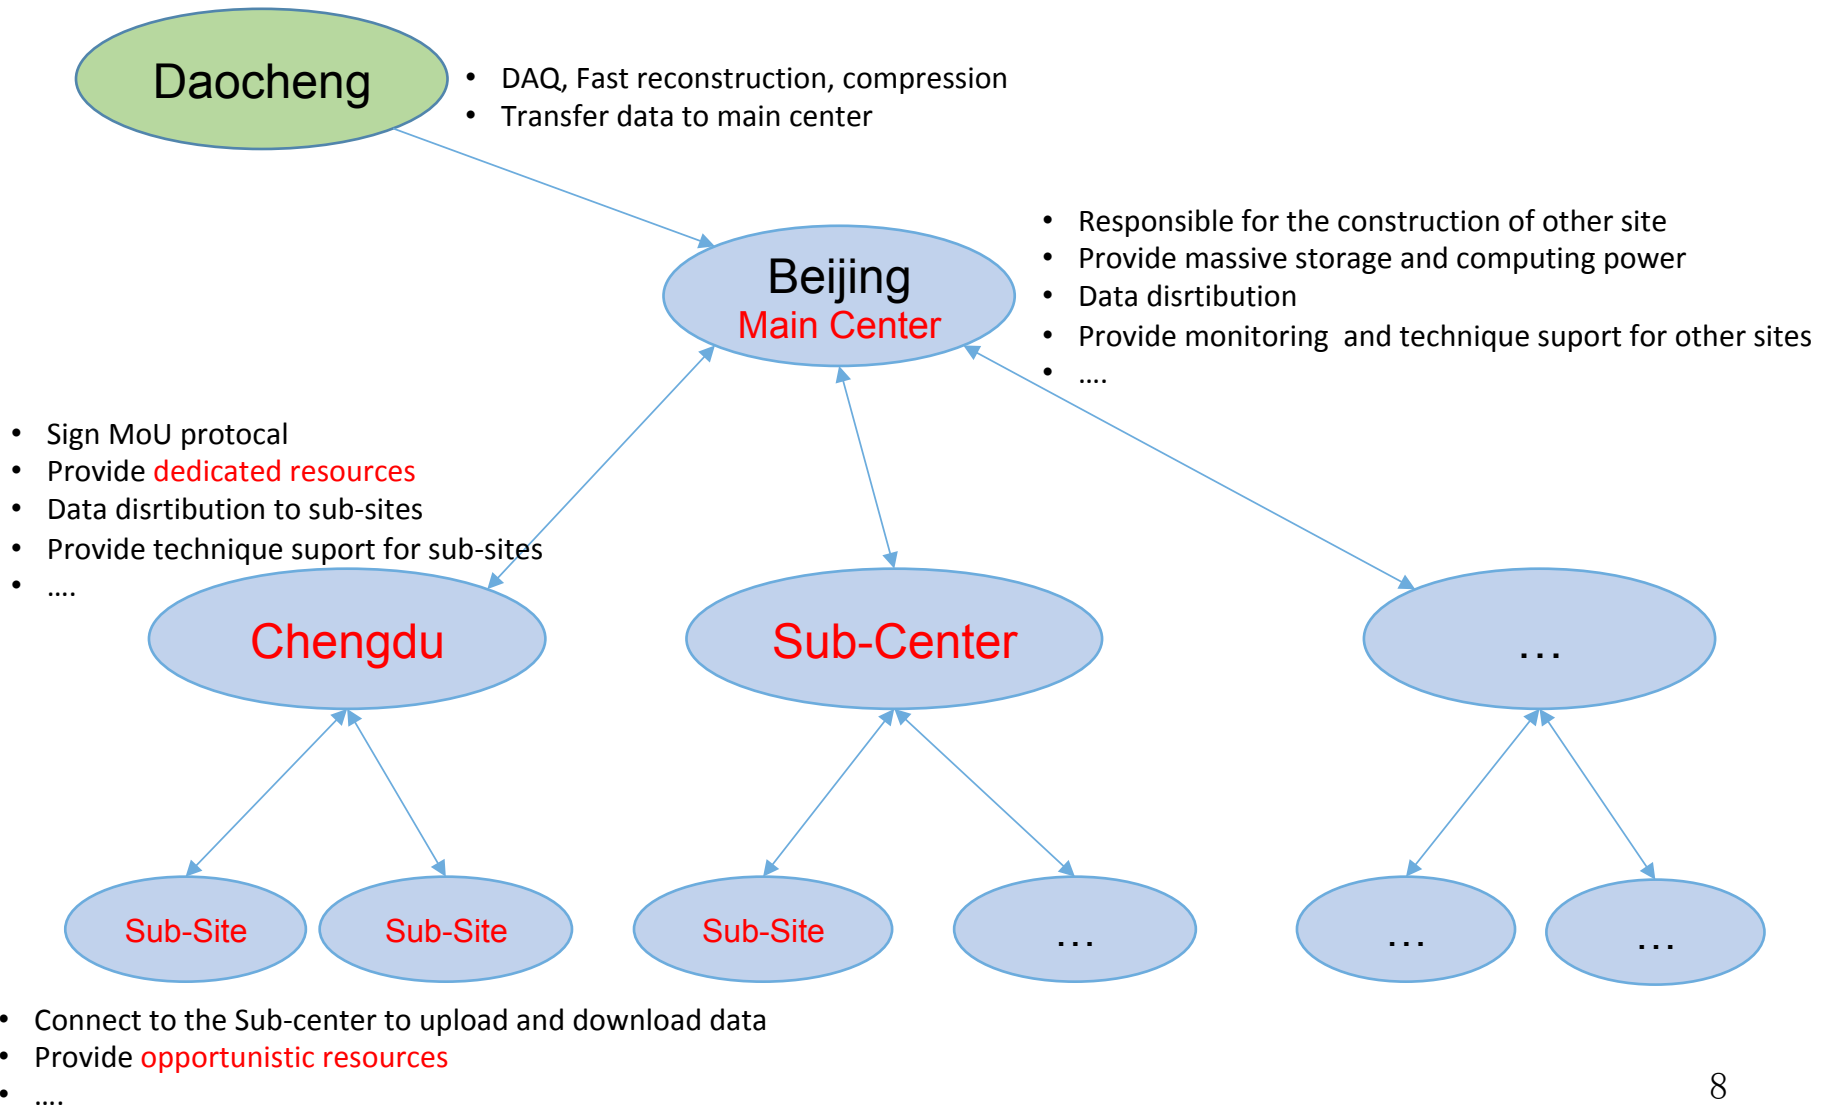 Daocheng
• DAQ, Fast reconstruction, compression
• Transfer data to main center
Beijing
Main Center
• Responsible for the construction of other site
• Provide massive storage and computing power
• Data disrtibution
• Provide monitoring  and technique suport for other sites
• ....
• Sign MoU protocal
• Provide dedicated resources
• Data disrtibution to sub-sites
• Provide technique suport for sub-sites
• ....
Chengdu
Sub-Center
...
Sub-Site
Sub-Site
Sub-Site
...
...
...
• Connect to the Sub-center to upload and download data
• Provide opportunistic resources
• ....
8